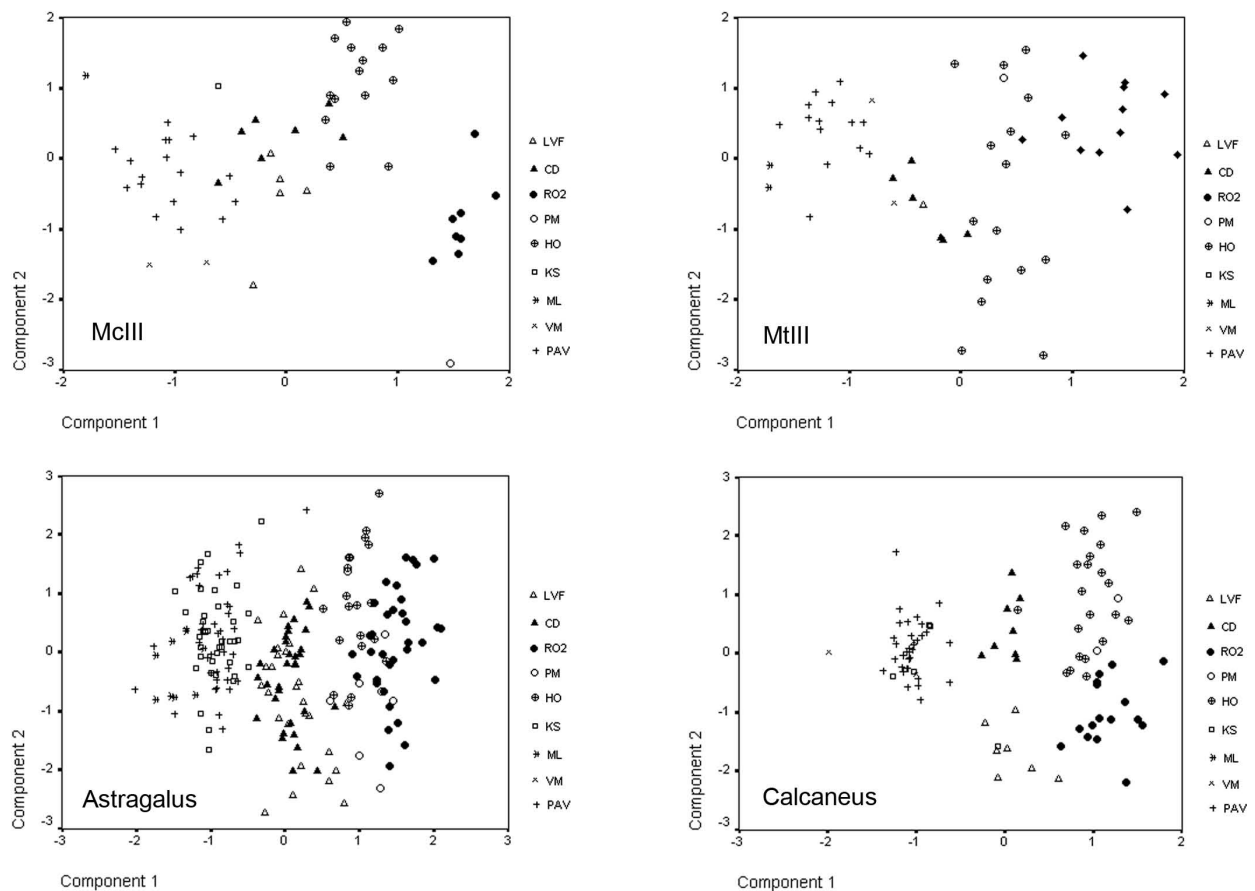 2
1
0
-1
-2
-3
-2
-1
0
1
2
Component 2
Component 1
McIII
LVF
CD
RO2
PM
HO
KS
ML
VM
PAV
2
1
0
-1
-2
-3
-2
-1
0
1
2
Component 2
Component 1
MtIII
LVF
CD
RO2
PM
HO
KS
ML
VM
PAV
3
2
1
0
-1
-2
-3
-3
-2
-1
0
1
2
3
Component 2
Component 1
Astragalus
LVF
CD
RO2
PM
HO
KS
ML
VM
PAV
3
2
1
0
-1
-2
-3
-3
-2
-1
0
1
2
Component 2
Component 1
Calcaneus
LVF
CD
RO2
PM
HO
KS
ML
VM
PAV